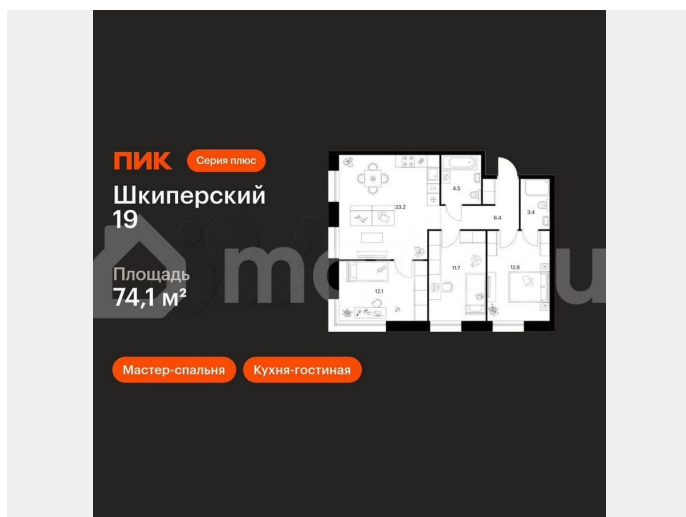 ПИК
Серия плюс
Шкиперский
19
Площадь
74,1 м²
Мастер-спальня
Кухня-гостиная
23.2
4.5
6.4
3.4
12.1
11.7
12.8